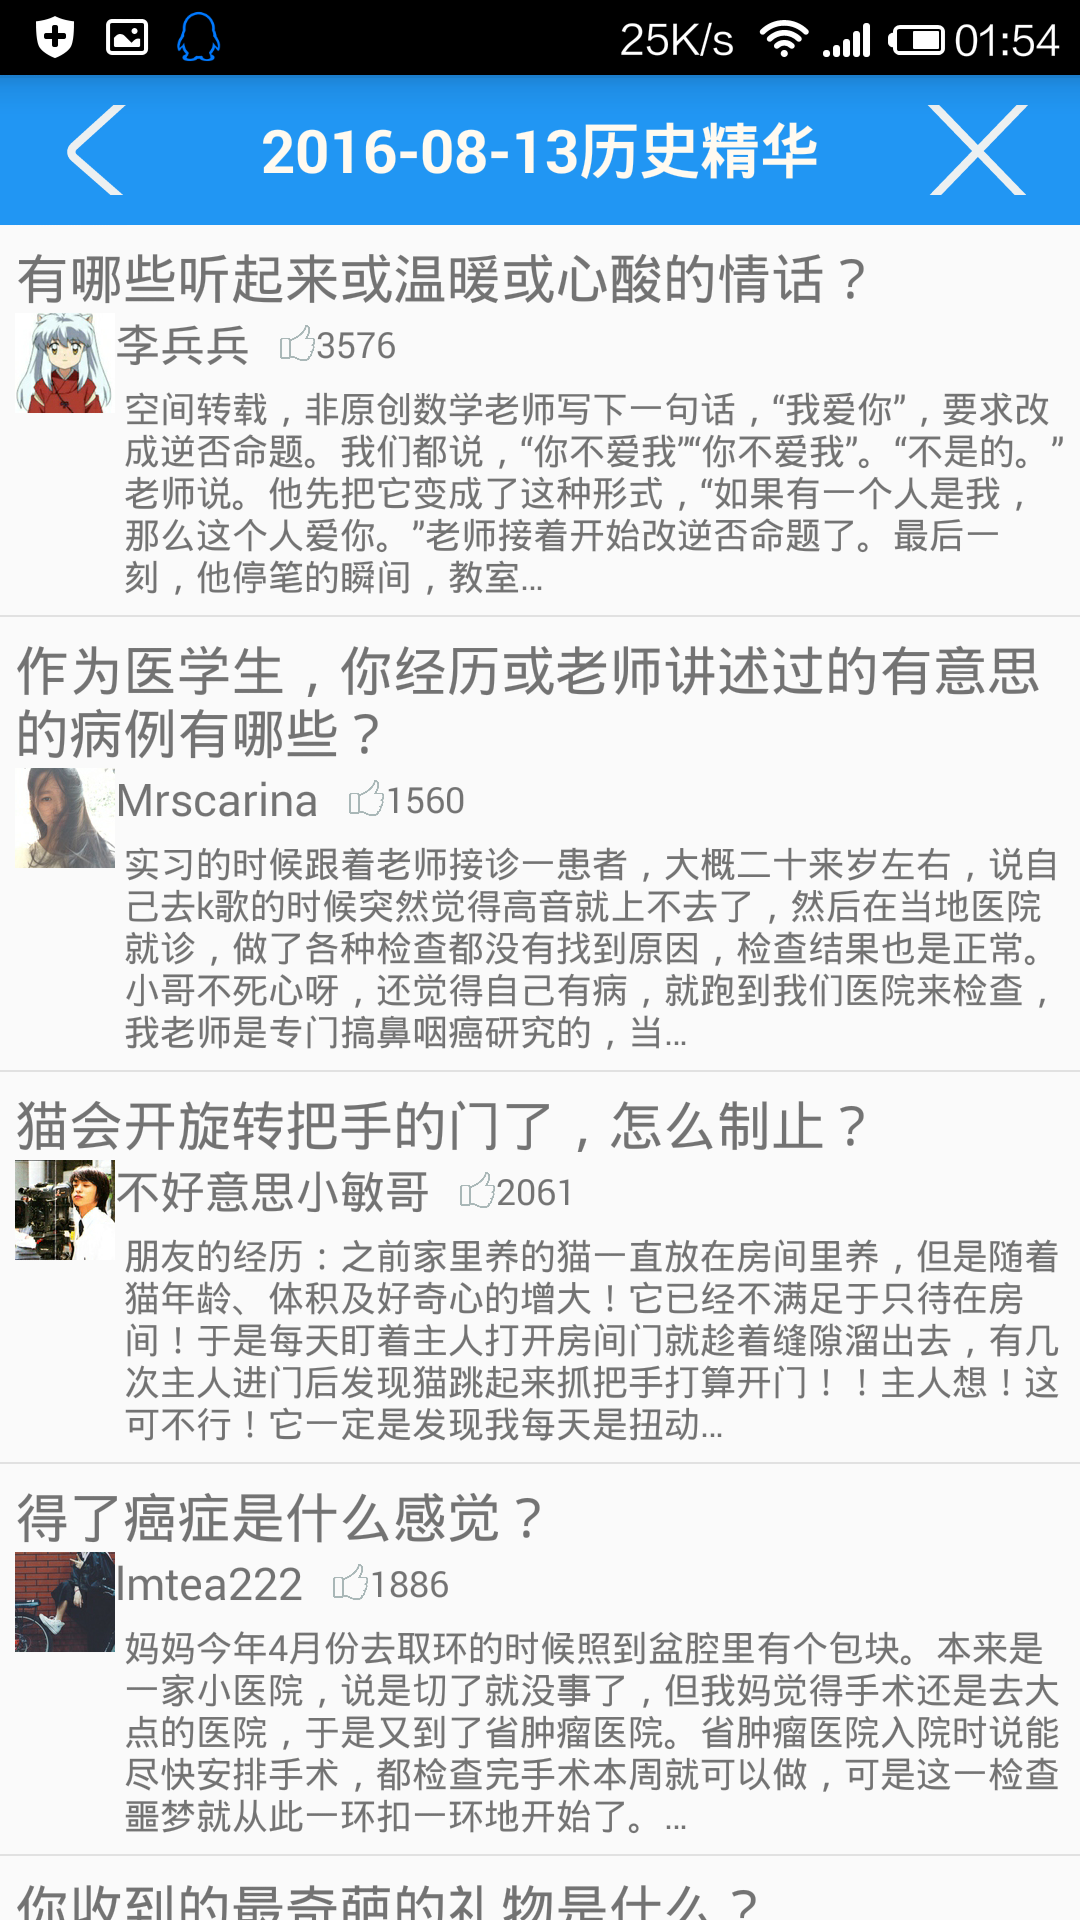 25K/s 01:54
2016-08-13历史精华
有哪些听起来或温暖或心酸的情话？
李兵兵 3576
空间转载，非原创数学老师写下一句话，“我爱你”，要求改
成逆否命题。我们都说，“你不爱我”“你不爱我”。“不是的。”
老师说。他先把它变成了这种形式，“如果有一个人是我，
那么这个人爱你。”老师接着开始改逆否命题了。最后一
刻，他停笔的瞬间，教室...
作为医学生，你经历或老师讲述过的有意思
的病例有哪些？
Mrscarina 1560
实习的时候跟着老师接诊一患者，大概二十来岁左右，说自
己去k歌的时候突然觉得高音就上不去了，然后在当地医院
就诊，做了各种检查都没有找到原因，检查结果也是正常。
小哥不死心呀，还觉得自己有病，就跑到我们医院来检查，
我老师是专门搞鼻咽癌研究的，当...
猫会开旋转把手的门了，怎么制止？
不好意思小敏哥 2061
朋友的经历：之前家里养的猫一直放在房间里养，但是随着
猫年龄、体积及好奇心的增大！它已经不满足于只待在房
间！于是每天盯着主人打开房间门就趁着缝隙溜出去，有几
次主人进门后发现猫跳起来抓把手打算开门！！主人想！这
可不行！它一定是发现我每天是扭动...
得了癌症是什么感觉？
lmtea222 1886
妈妈今年4月份去取环的时候照到盆腔里有个包块。本来是
一家小医院，说是切了就没事了，但我妈觉得手术还是去大
点的医院，于是又到了省肿瘤医院。省肿瘤医院入院时说能
尽快安排手术，都检查完手术本周就可以做，可是这一检查
噩梦就从此一环扣一环地开始了。...
你收到的最奇葩的礼物是什么？